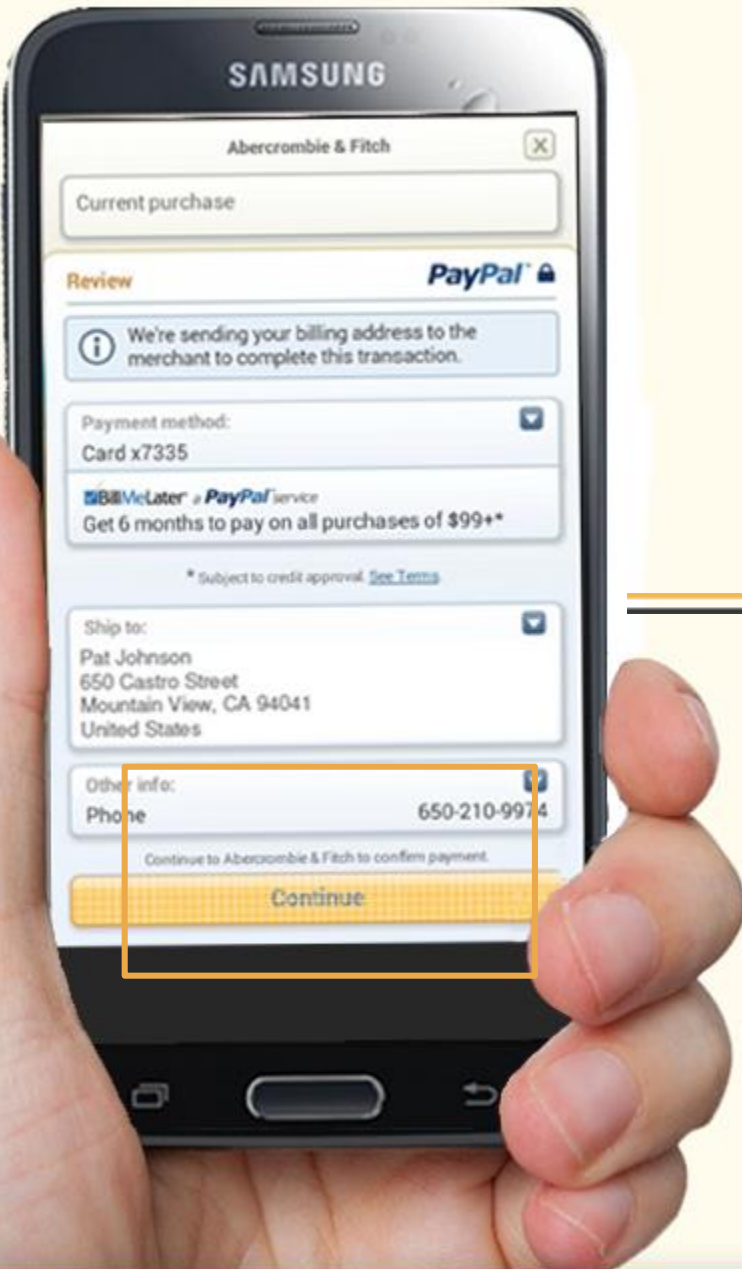 SAMSUNG
Abercrombie & Fitch
Current purchase
Review
PayPal™
We're sending your billing address to the
merchant to complete this transaction.
Payment method:
Card x7335
BillMeLater a PayPal service
Get 6 months to pay on all purchases of $99+*
* Subject to credit approval. See Terms.
Ship to:
Pat Johnson
650 Castro Street
Mountain View, CA 94041
United States
Other info:
Phone 650-210-9974
Continue to Abercrombie & Fitch to confirm payment.
Continue